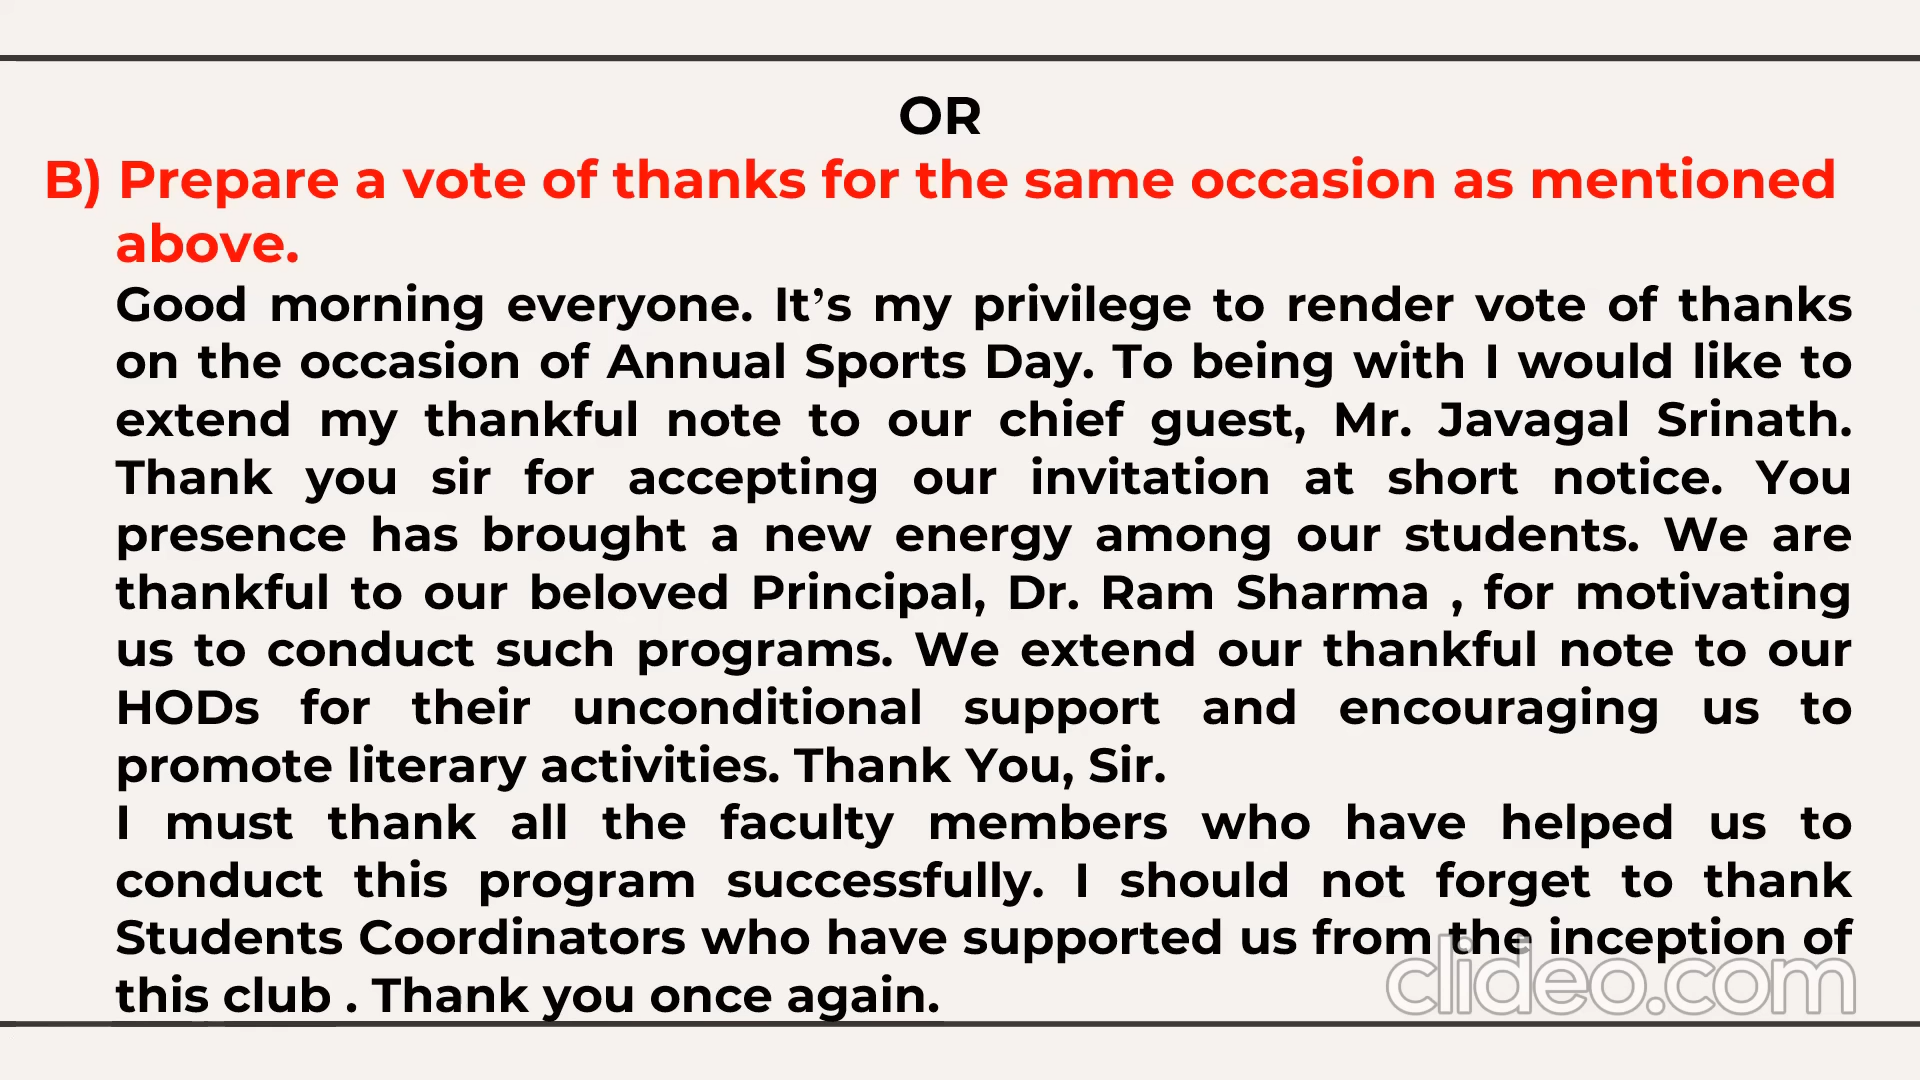 OR
B) Prepare a vote of thanks for the same occasion as mentioned
above.
Good morning everyone. It’s my privilege to render vote of thanks
on the occasion of Annual Sports Day. To being with I would like to
extend my thankful note to our chief guest, Mr. Javagal Srinath.
Thank you sir for accepting our invitation at short notice. You
presence has brought a new energy among our students. We are
thankful to our beloved Principal, Dr. Ram Sharma , for motivating
us to conduct such programs. We extend our thankful note to our
HODs for their unconditional support and encouraging us to
promote literary activities. Thank You, Sir.
I must thank all the faculty members who have helped us to
conduct this program successfully. I should not forget to thank
Students Coordinators who have supported us from the inception of
this club . Thank you once again.
clideo.com